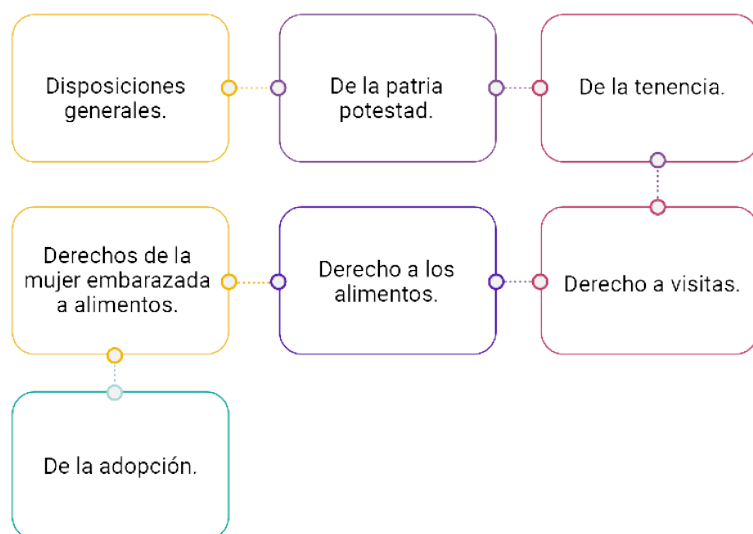 Disposiciones
generales.
De la patria
potestad.
De la tenencia.
Derechos de la
mujer embarazada
a alimentos.
Derecho a los
alimentos.
Derecho a visitas.
De la adopción.